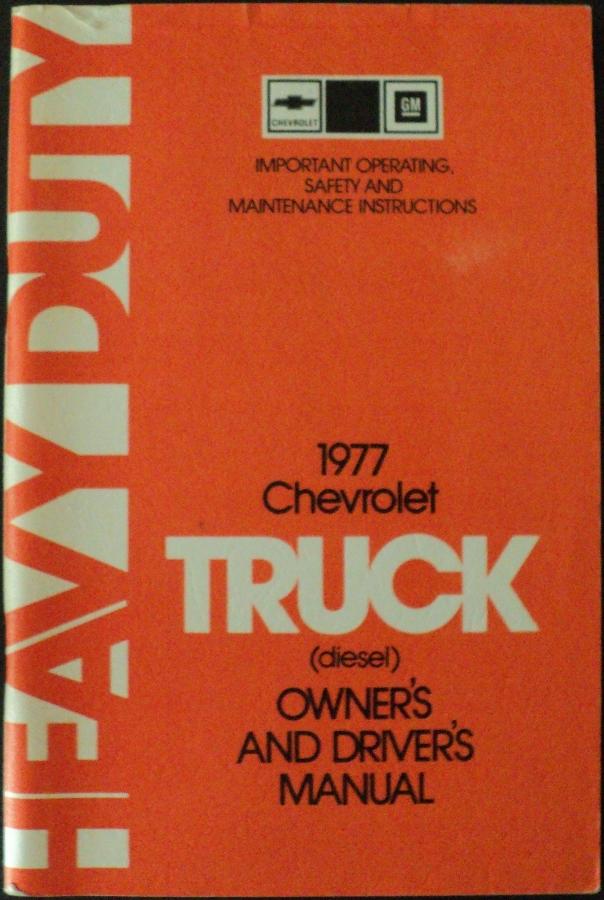 HEAVY DUTY
CHEVROLET
GM
IMPORTANT OPERATING,
SAFETY AND
MAINTENANCE INSTRUCTIONS
1977
Chevrolet
TRUCK
(diesel)
OWNER'S
AND DRIVER'S
MANUAL